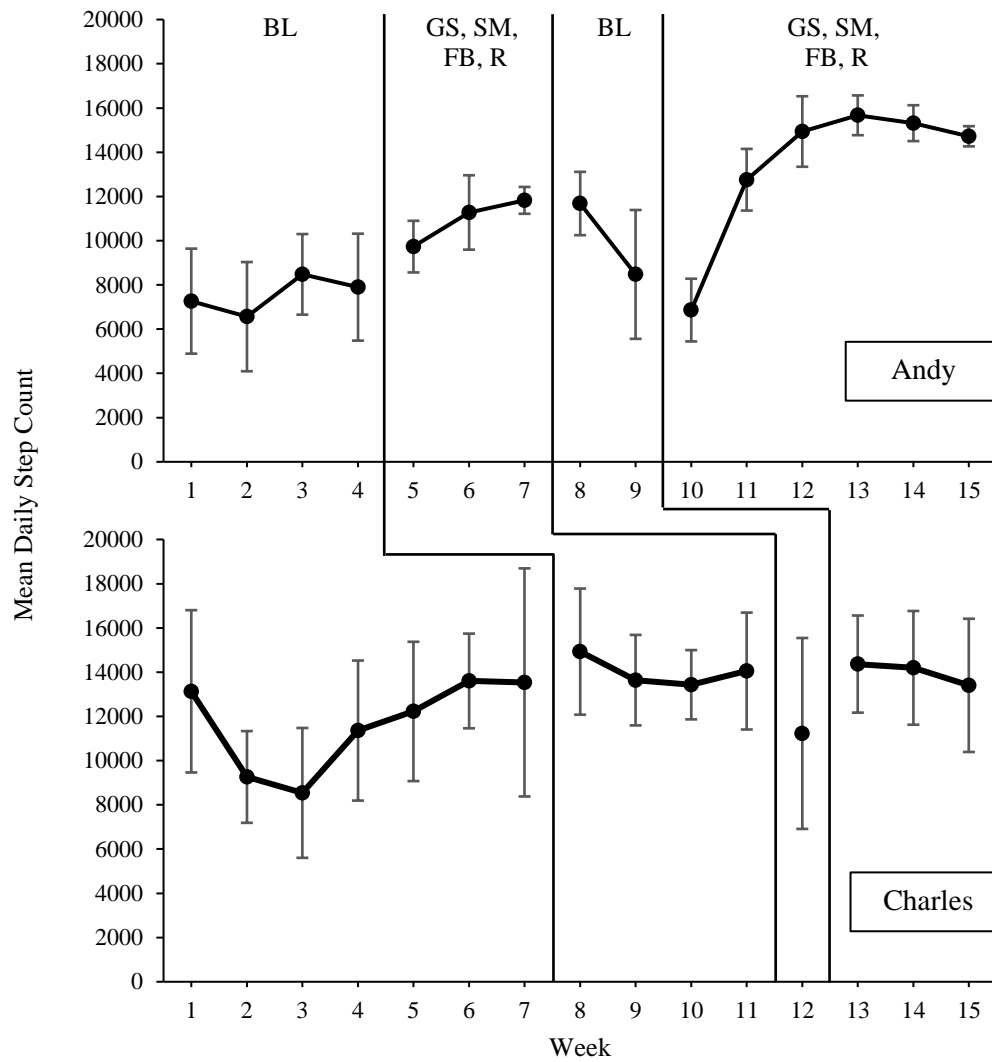 BL
GS, SM,
FB, R
BL
GS, SM,
FB, R
20000
18000
16000
14000
12000
10000
8000
6000
4000
2000
0
Andy
1 2 3 4 5 6 7 8 9 10 11 12 13 14 15
Mean Daily Step Count
20000
18000
16000
14000
12000
10000
8000
6000
4000
2000
0
Charles
1 2 3 4 5 6 7 8 9 10 11 12 13 14 15
Week